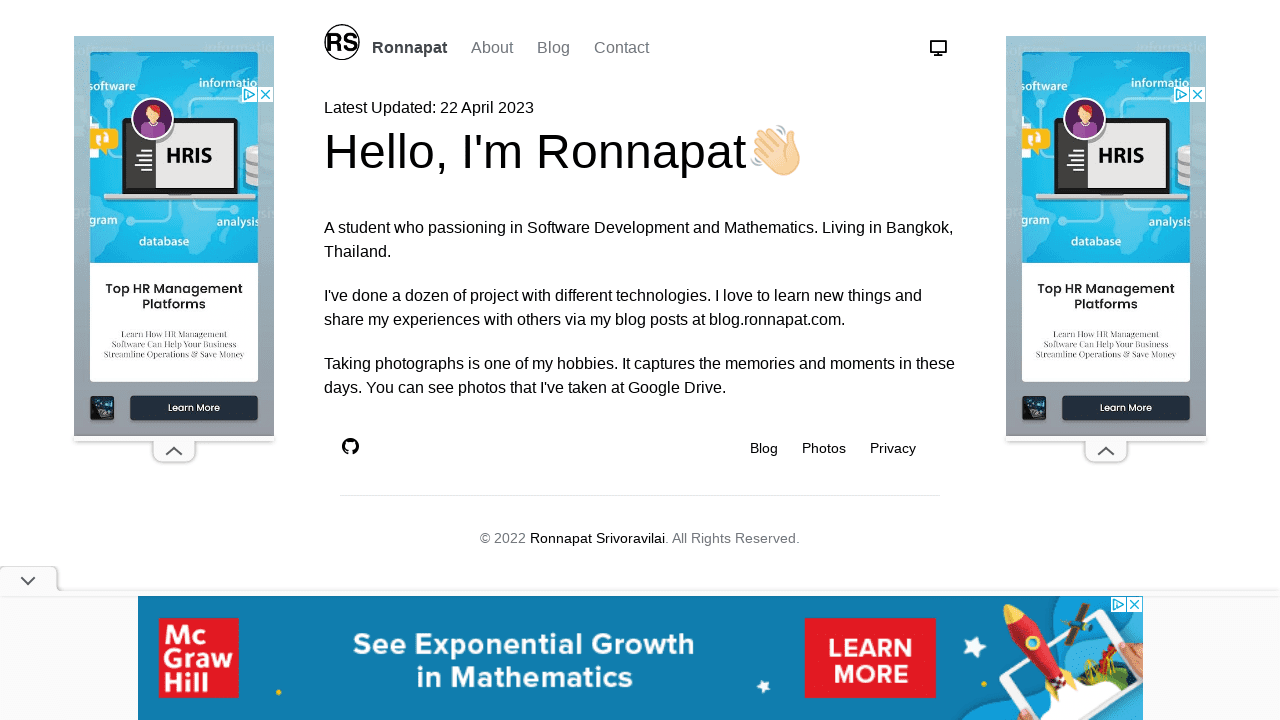 RS
Ronnapat About Blog Contact
Latest Updated: 22 April 2023
Hello, I'm Ronnapat👋
A student who passioning in Software Development and Mathematics. Living in Bangkok,
Thailand.
I've done a dozen of project with different technologies. I love to learn new things and
share my experiences with others via my blog posts at blog.ronnapat.com.
Taking photographs is one of my hobbies. It captures the memories and moments in these
days. You can see photos that I've taken at Google Drive.
Blog Photos Privacy
© 2022 Ronnapat Srivoravilai. All Rights Reserved.
software
HRIS
gram
analysis
database
Top HR Management
Platforms
Learn How HR Management
Software Can Help Your Business
Streamline Operations & Save Money
Learn More
software
HRIS
gram
analysis
database
Top HR Management
Platforms
Learn How HR Management
Software Can Help Your Business
Streamline Operations & Save Money
Learn More
Mc
Graw
Hill
See Exponential Growth
in Mathematics
LEARN
MORE